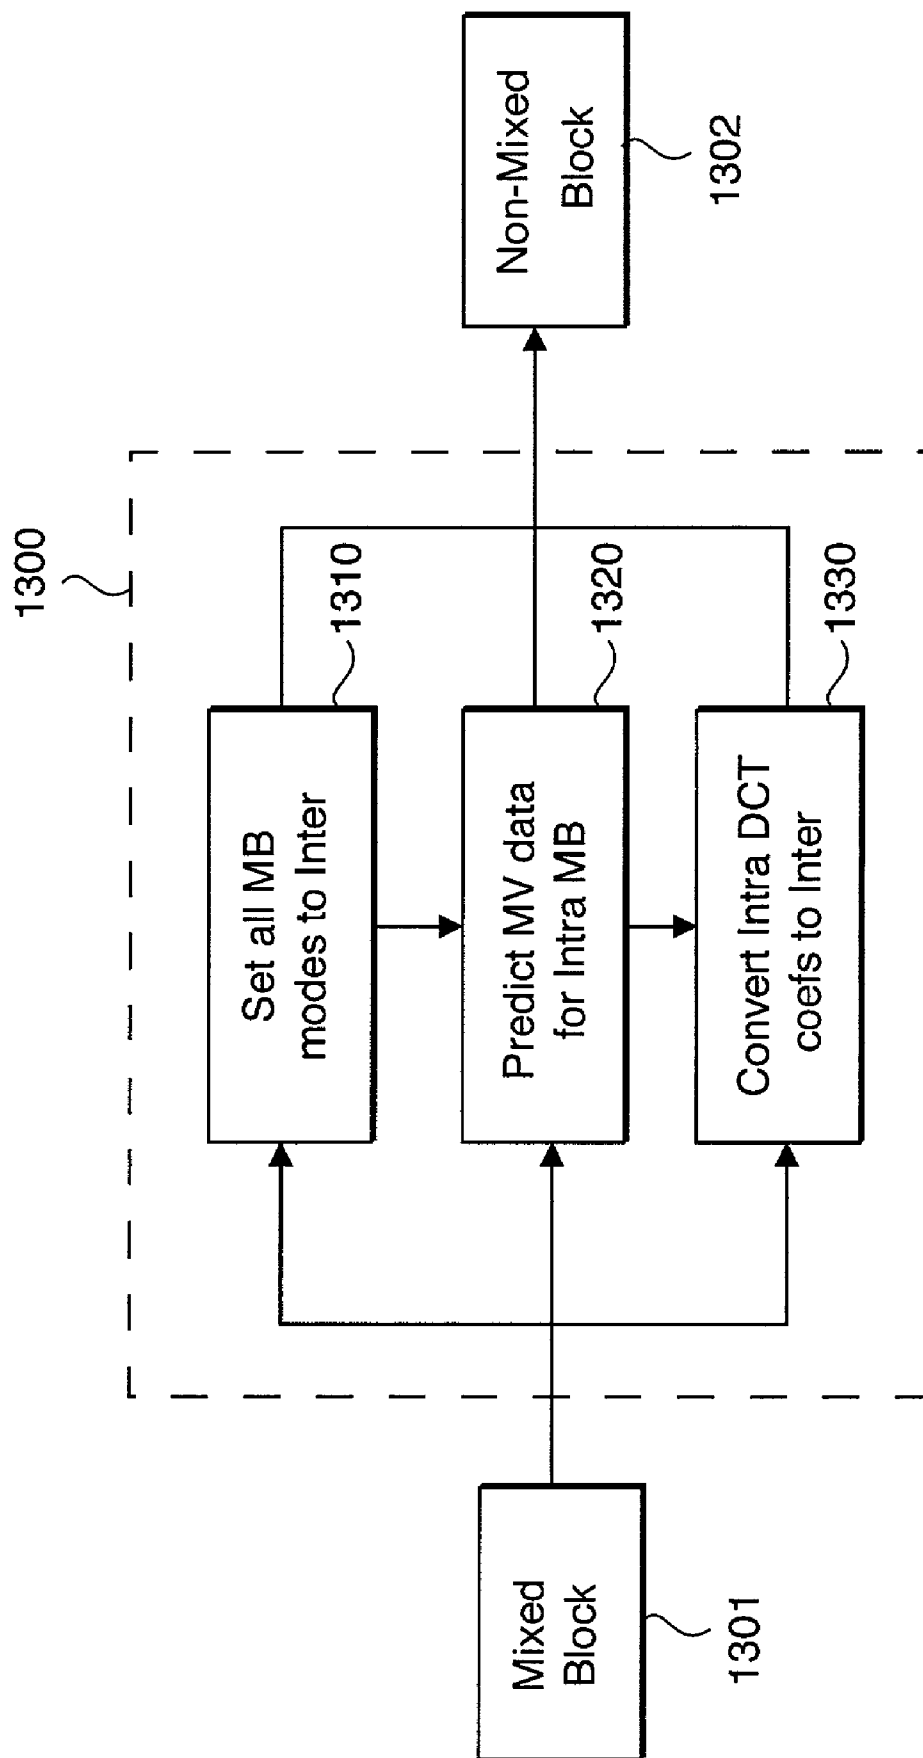 1300
Set all MB
modes to Inter
1310
Predict MV data
for Intra MB
1320
Convert Intra DCT
coefs to Inter
1330
Mixed
Block
1301
Non-Mixed
Block
1302